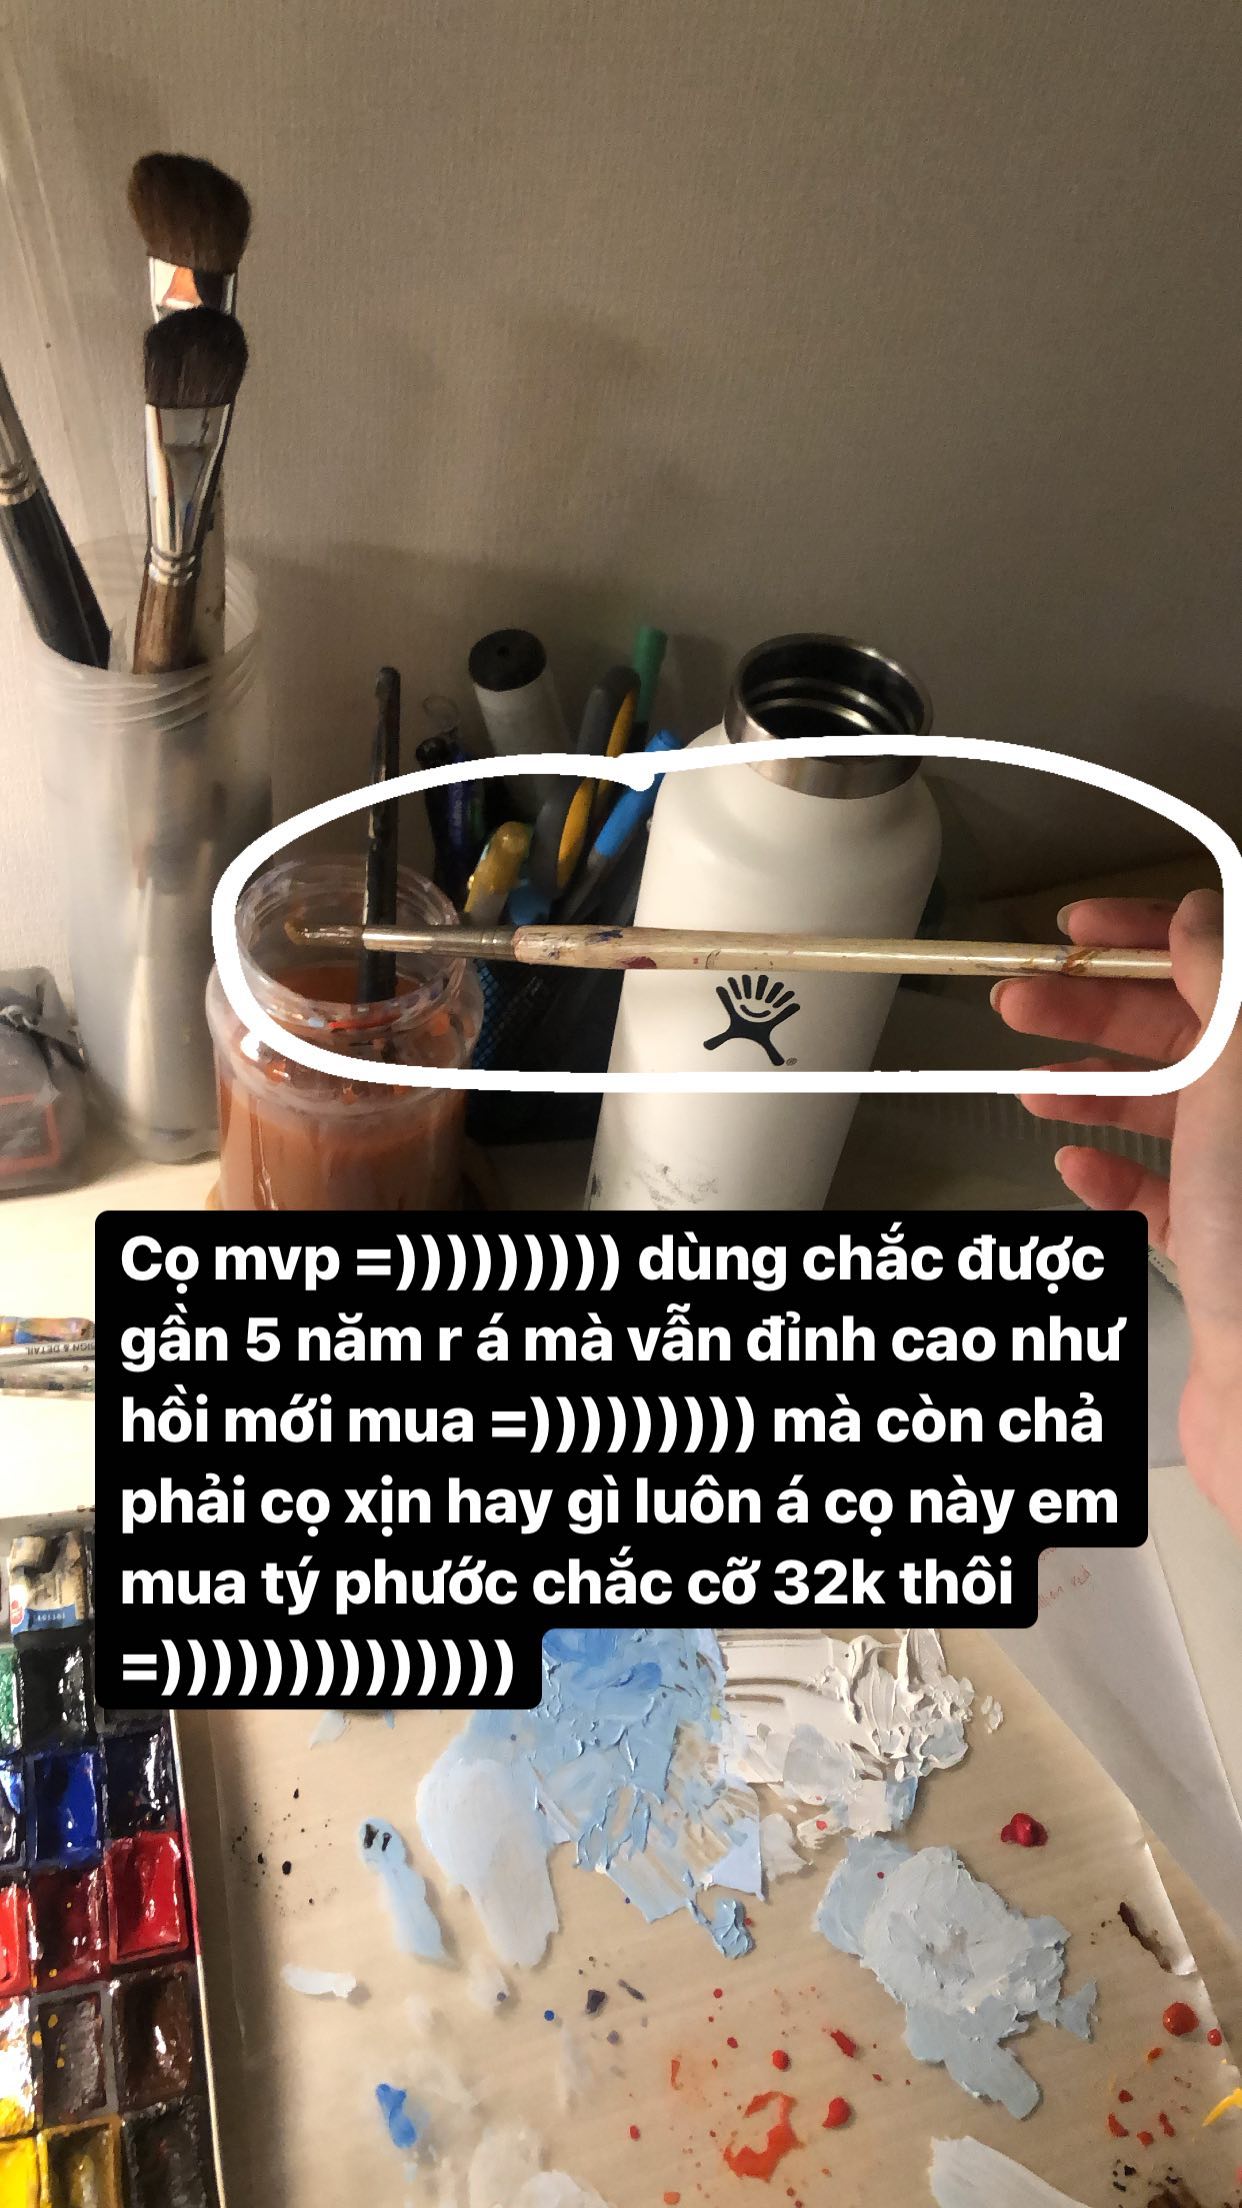 Cọ mvp =))))))))) dùng chắc được
gần 5 năm r á mà vẫn đỉnh cao như
hồi mới mua =))))))))) mà còn chả
phải cọ xịn hay gì luôn á cọ này em
mua tý phước chắc cỡ 32k thôi
=))))))))))))))